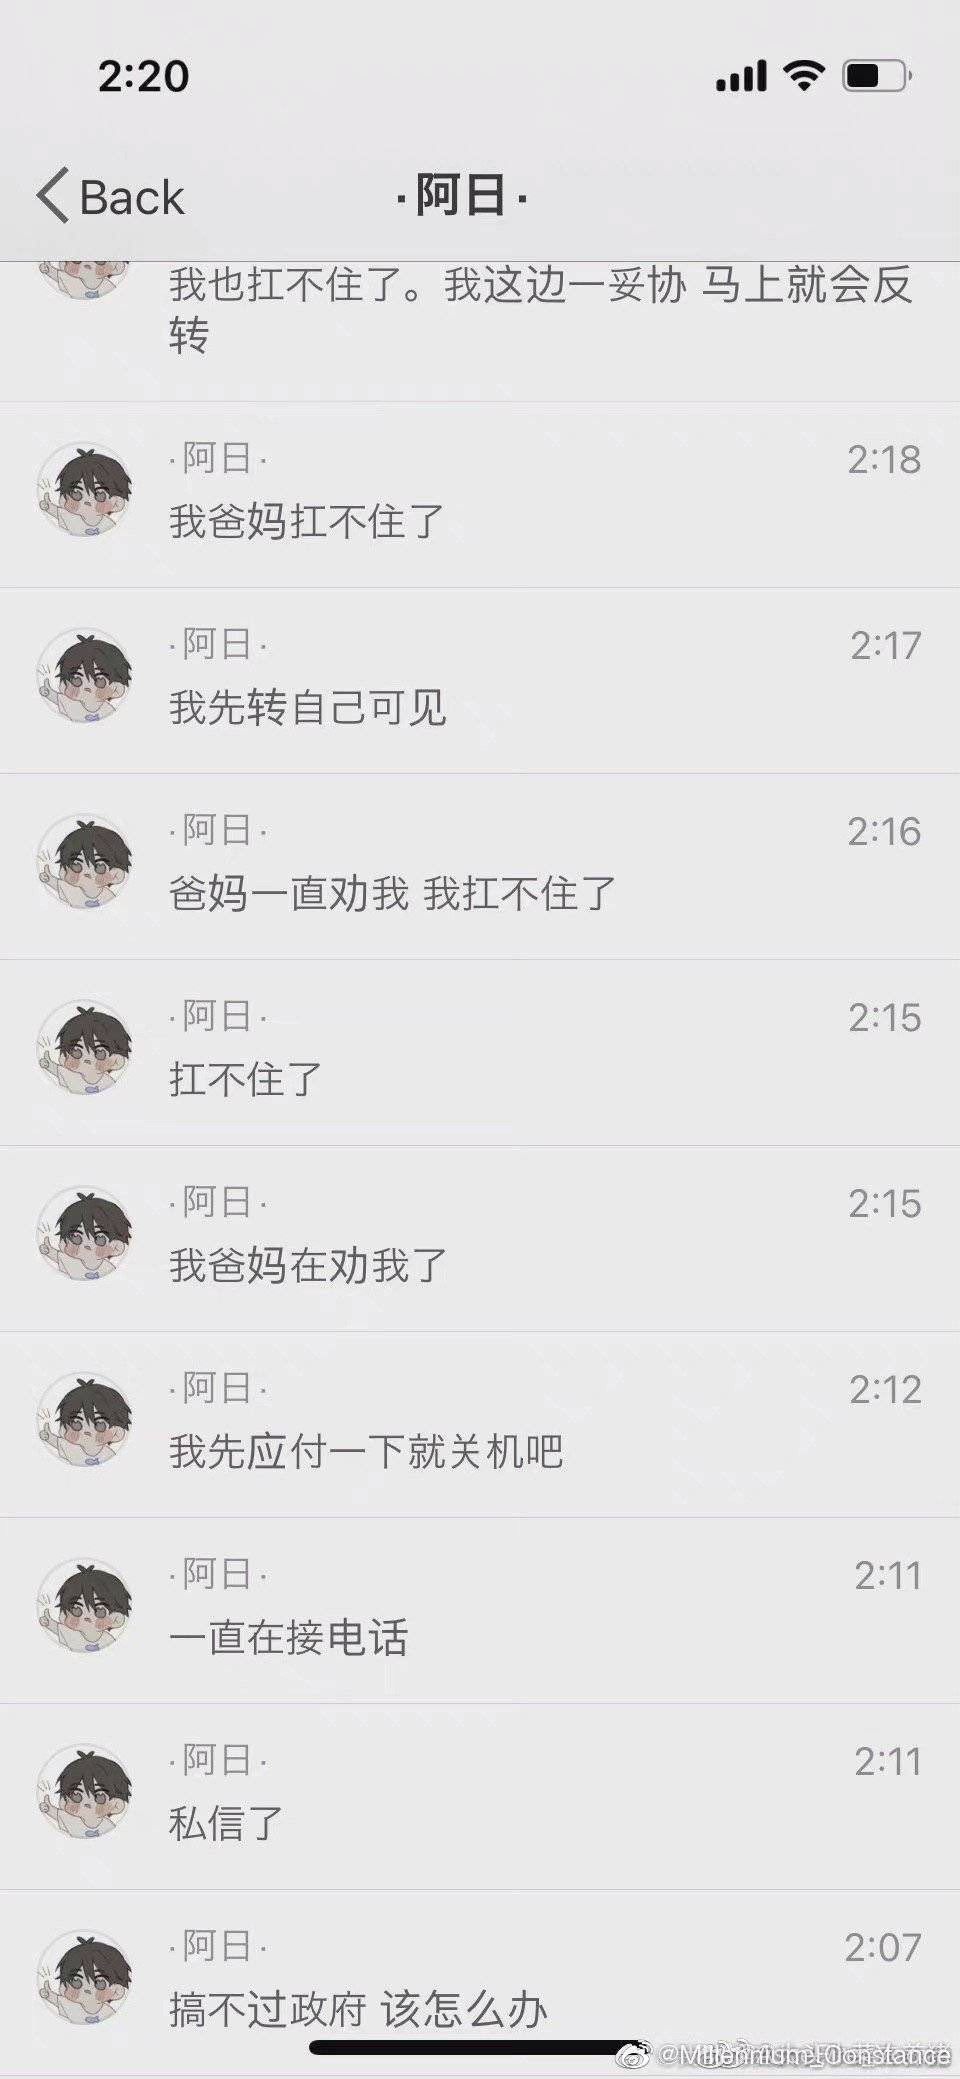 2:20
Back
·阿日·
我也扛不住了。我这边一妥协 马上就会反
转
·阿日·
2:18
我爸妈扛不住了
·阿日·
2:17
我先转自己可见
·阿日·
2:16
爸妈一直劝我 我扛不住了
·阿日·
2:15
扛不住了
·阿日·
2:15
我爸妈在劝我了
·阿日·
2:12
我先应付一下就关机吧
·阿日·
2:11
一直在接电话
·阿日·
2:11
私信了
·阿日·
2:07
搞不过政府 该怎么办
@Millennium_Constance